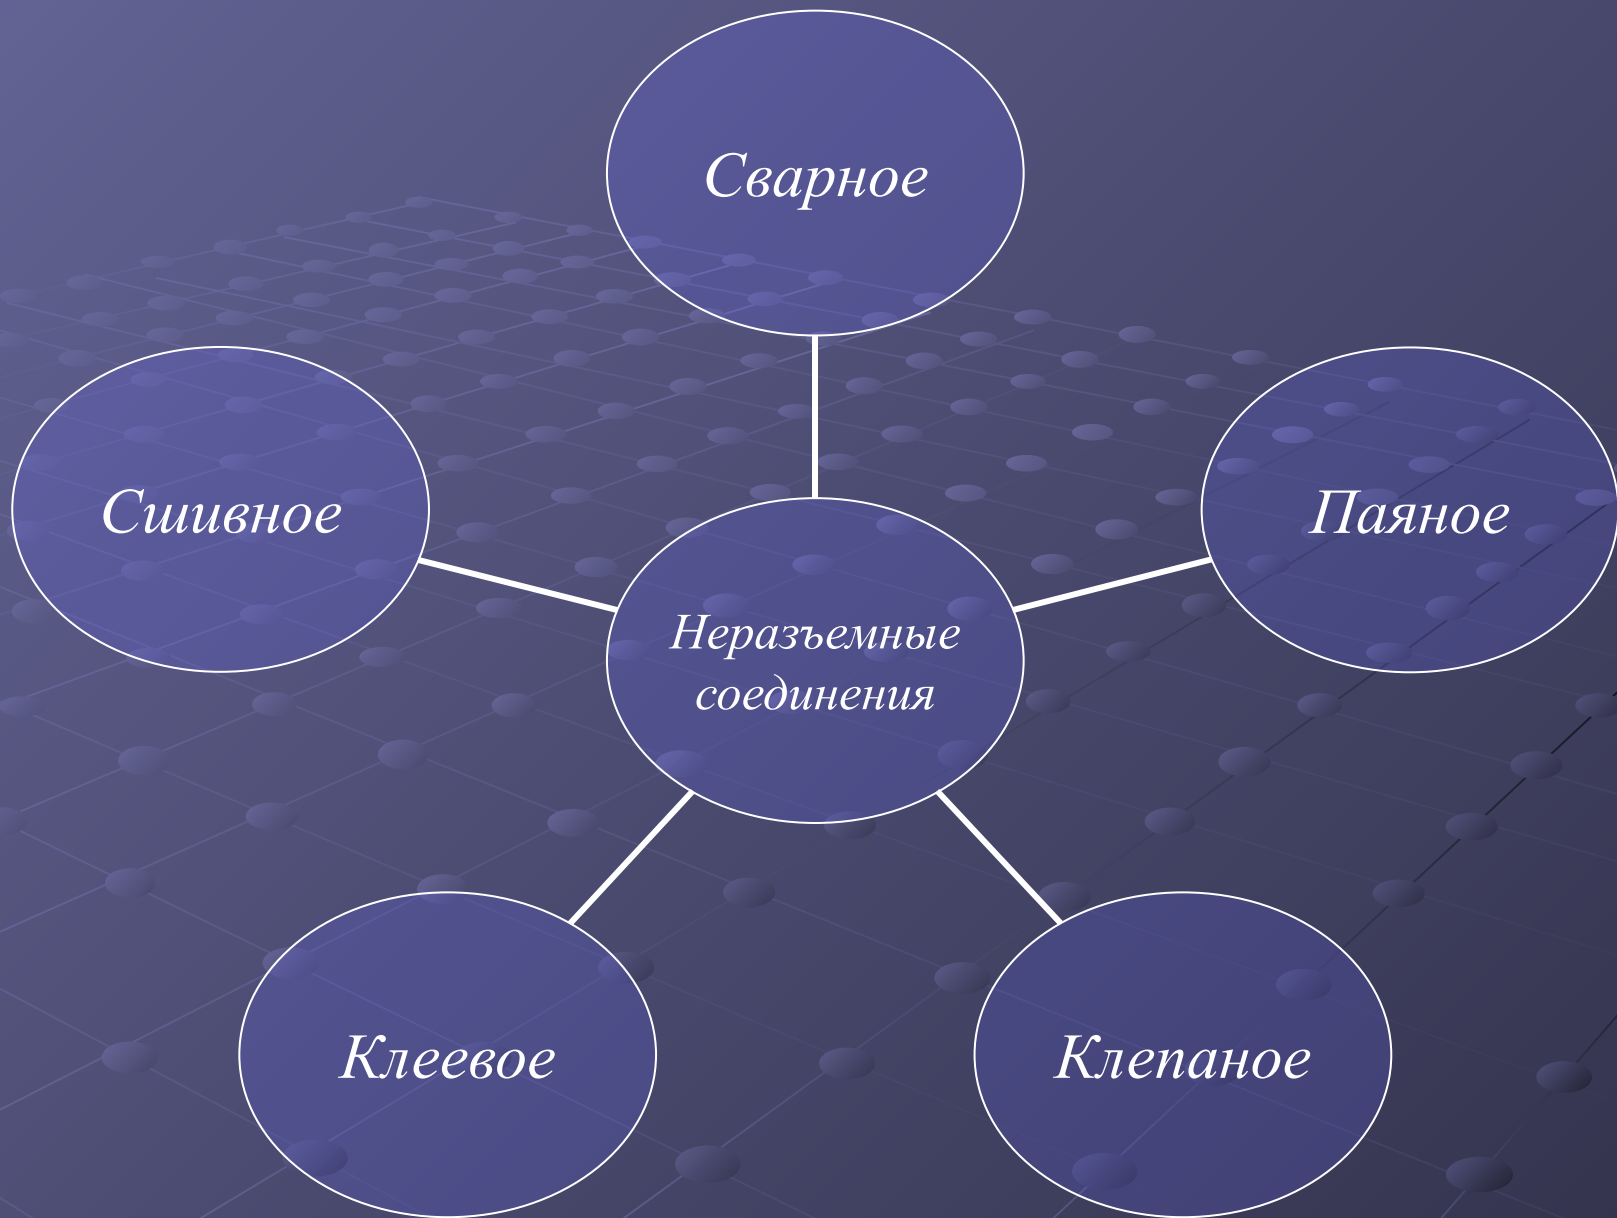 Сварное
Сшивное
Паяное
Неразъемные
соединения
Клеевое
Клепаное